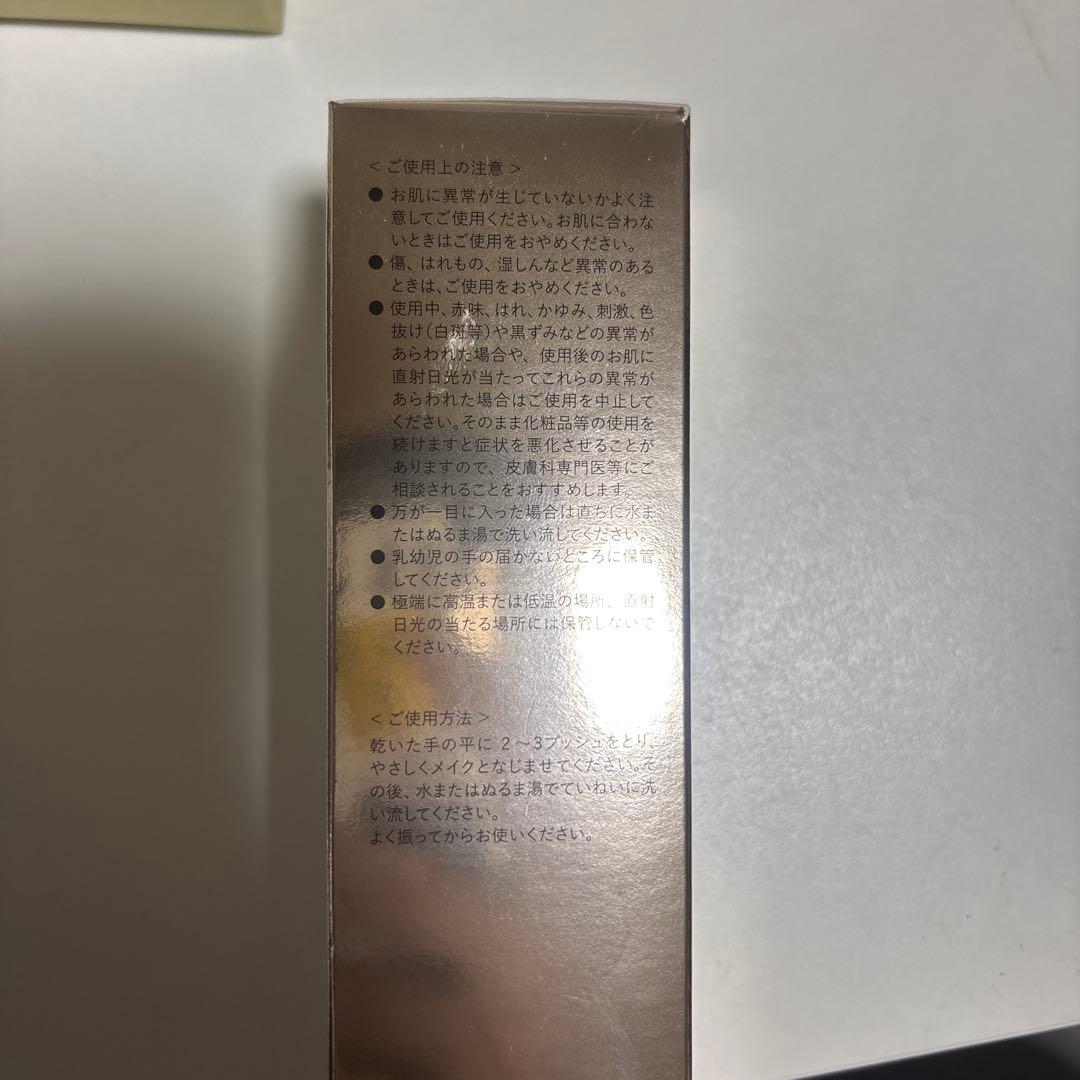 < ご使用上の注意 >
● お肌に異常が生じていないかよく注
意してご使用ください。お肌に合わな
いときはご使用をおやめください。
● 傷、はれもの、湿しんなど異常のある
ときは、ご使用をおやめください。
● 使用中、赤味、はれ、かゆみ、刺激、色
抜け(白斑等)や黒ずみなどの異常が
あらわれた場合や、使用後のお肌に
直射日光が当たってこれらの異常が
あらわれた場合はご使用を中止して
ください。そのまま化粧品等の使用を
続けますと症状を悪化させることが
ありますので、皮膚科専門医等にご
相談されることをおすすめします。
● 万が一目に入った場合は直ちに水ま
たはぬるま湯で洗い流してください。
● 乳幼児の手の届かないところに保管
してください。
● 極端に高温または低温の場所、直射
日光の当たる場所には保管しないで
ください。
< ご使用方法 >
乾いた手の平に 2〜3プッシュをとり、
やさしくメイクとなじませてください。そ
の後、水またはぬるま湯でていねいに洗
い流してください。
よく振ってからお使いください。